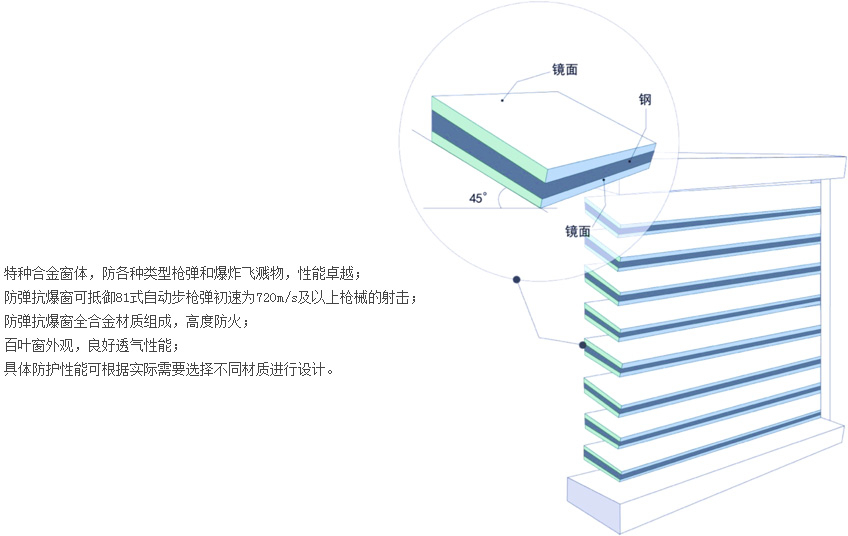 镜面
钢
45°
镜面
特种合金窗体，防各种类型枪弹和爆炸飞溅物，性能卓越；
防弹抗爆窗可抵御81式自动步枪弹初速为720m/s及以上枪械的射击；
防弹抗爆窗全合金材质组成，高度防火；
百叶窗外观，良好透气性能；
具体防护性能可根据实际需要选择不同材质进行设计。